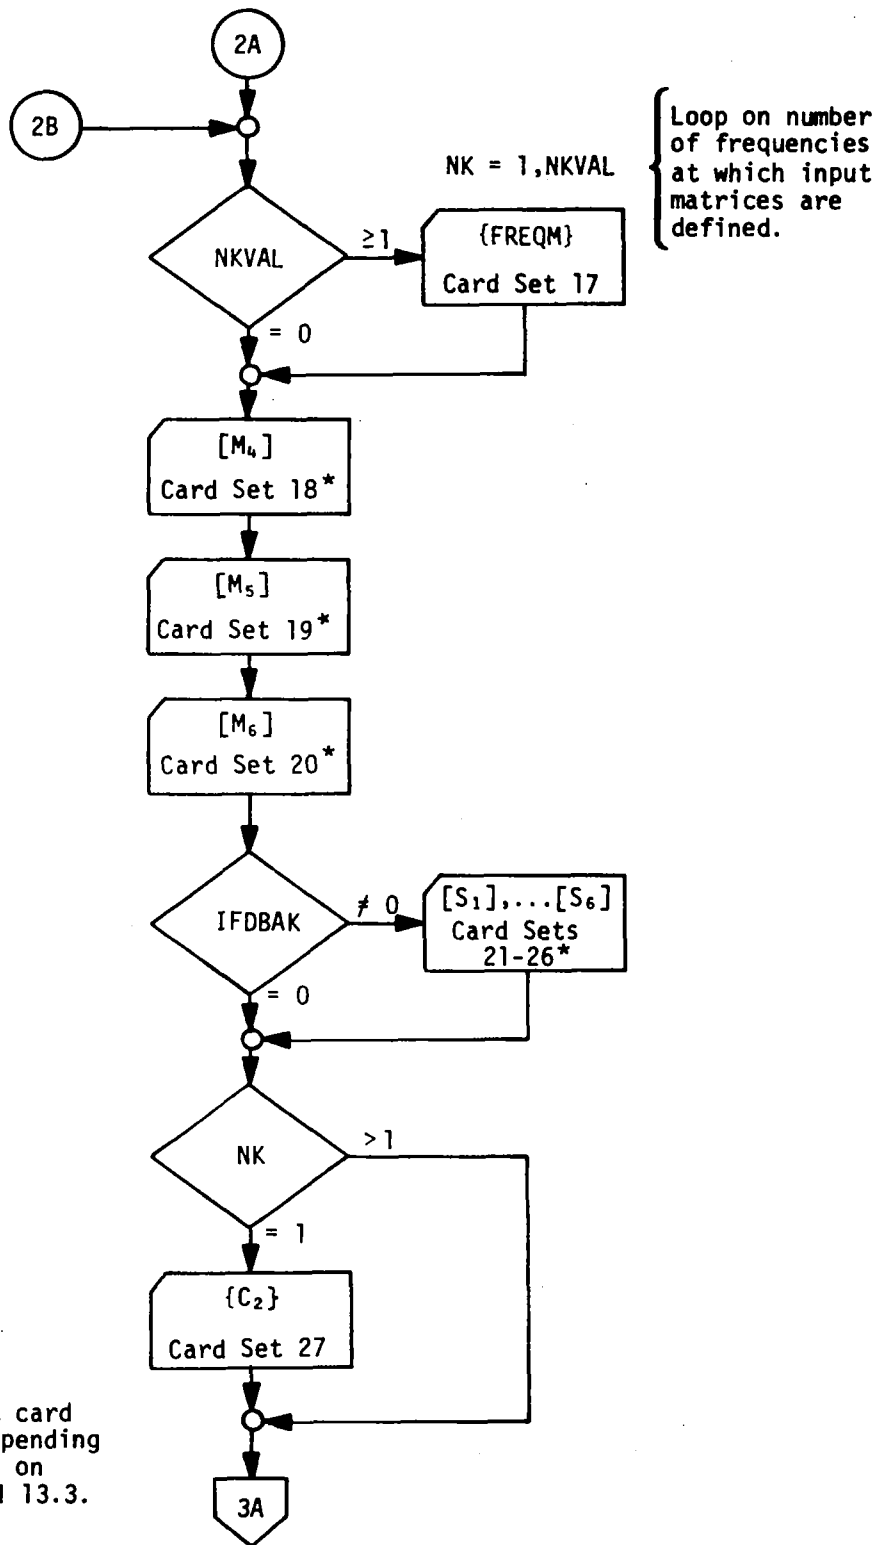 2A
2B
NK = 1,NKVAL
Loop on number
of frequencies
at which input
matrices are
defined.
NKVAL
≥1
{FREQM}
Card Set 17
= 0
[M₄]
Card Set 18*
[M₅]
Card Set 19*
[M₆]
Card Set 20*
IFDBAK
≠ 0
[S₁],...[S₆]
Card Sets
21-26*
= 0
NK
>1
= 1
{C₂}
Card Set 27
card
pending
on
13.3.
3A